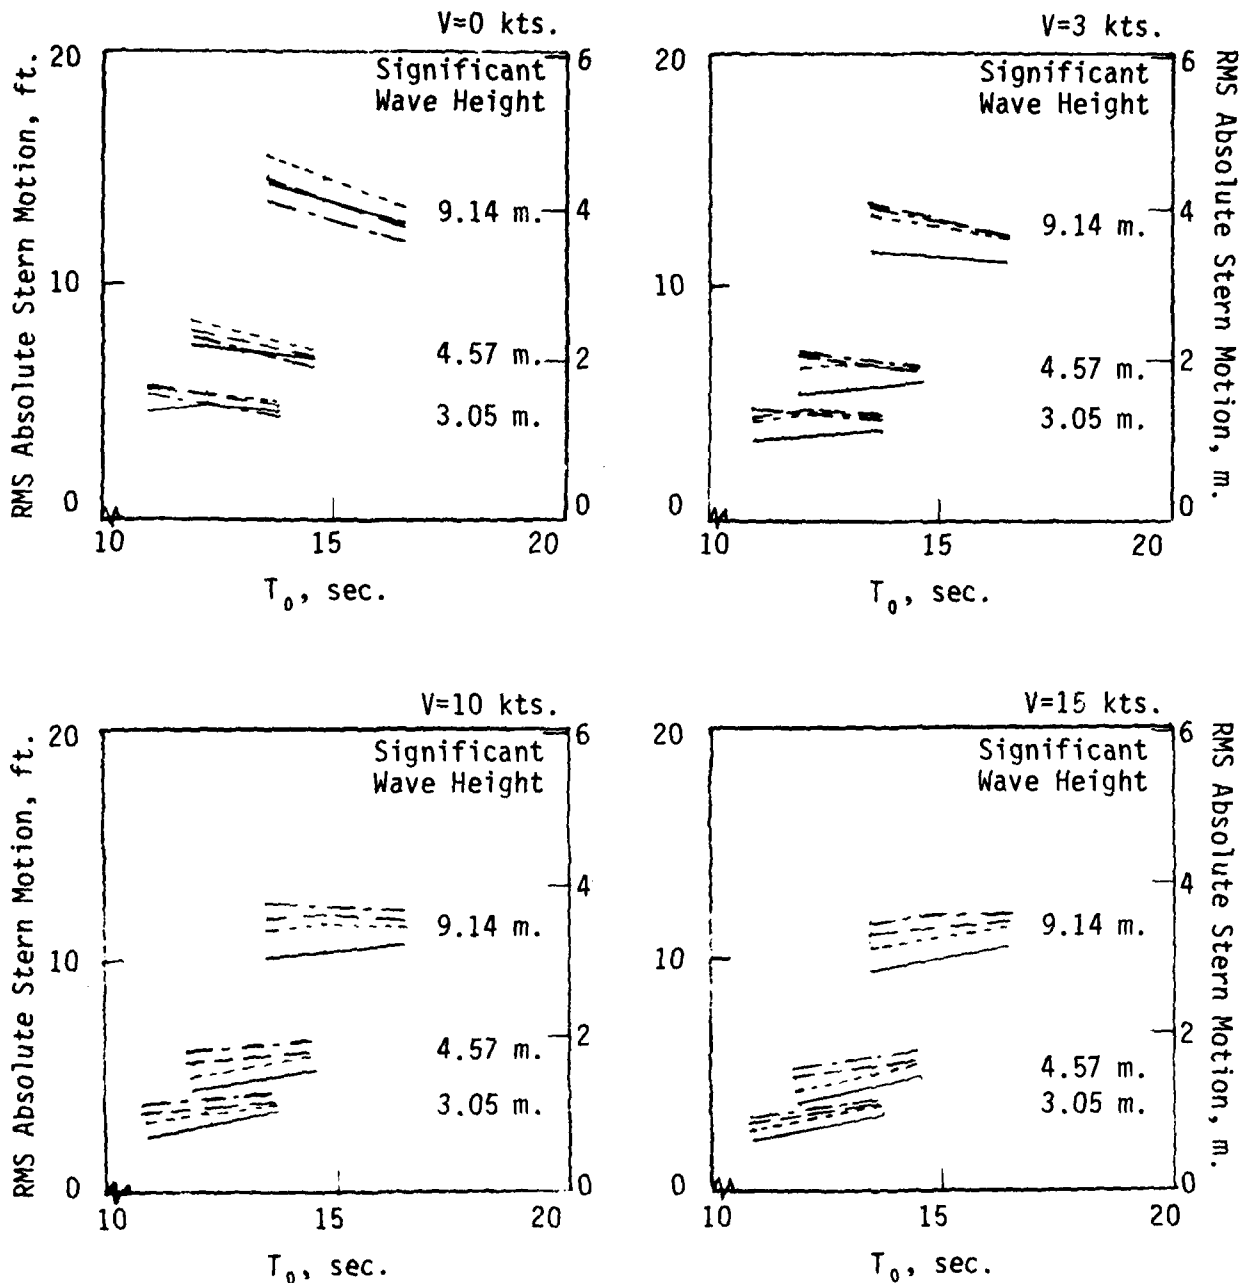 V=0 kts.
20
6
Significant
Wave Height
9.14 m.
4
10
4.57 m.
2
3.05 m.
0
0
10
15
20
T₀, sec.
RMS Absolute Stern Motion, ft.
V=3 kts.
20
6
Significant
Wave Height
9.14 m.
4
10
4.57 m.
2
3.05 m.
0
0
10
15
20
T₀, sec.
RMS Absolute Stern Motion, m.
V=10 kts.
20
6
Significant
Wave Height
4
9.14 m.
10
2
4.57 m.
3.05 m.
0
0
10
15
20
T₀, sec.
RMS Absolute Stern Motion, ft.
V=15 kts.
20
6
Significant
Wave Height
4
9.14 m.
10
2
4.57 m.
3.05 m.
0
0
10
15
20
T₀, sec.
RMS Absolute Stern Motion, m.